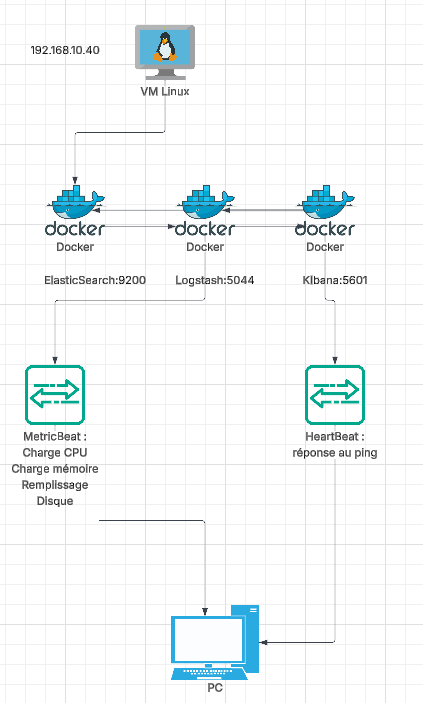 192.168.10.40
VM Linux
docker docker docker
Docker Docker Docker
ElasticSearch:9200 Logstash:5044 Kibana:5601
MetricBeat :
Charge CPU
Charge mémoire
Remplissage
Disque
HeartBeat :
réponse au ping
PC